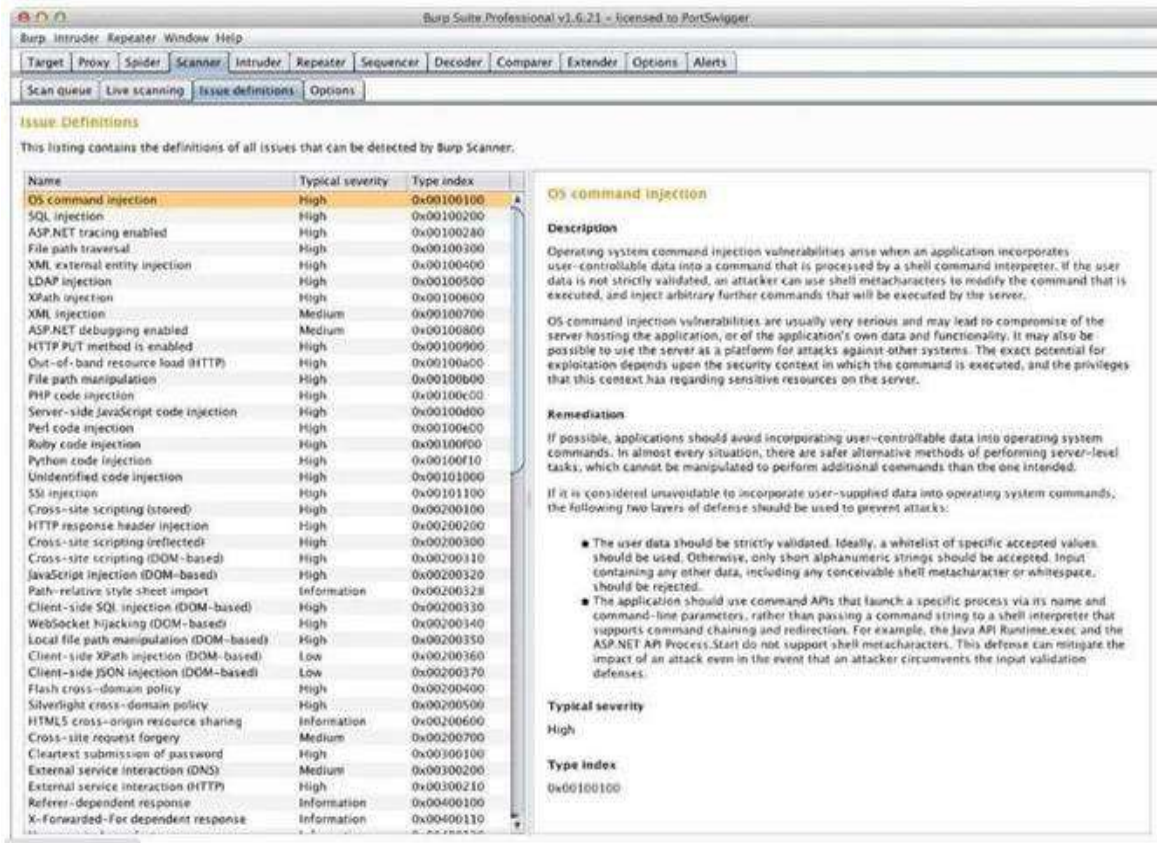 Burp Suite Professional v1.6.21 - licensed to PortSwigger
Burp Intruder Repeater Window Help
Target Proxy Spider Scanner Intruder Repeater Sequencer Decoder Comparer Extender Options Alerts
Scan queue Live scanning Issue definitions Options
Issue Definitions
This listing contains the definitions of all issues that can be detected by Burp Scanner.
Name Typical severity Type index
OS command injection High 0x00100100
SQL injection High 0x00100200
ASP.NET tracing enabled High 0x00100280
File path traversal High 0x00100300
XML external entity injection High 0x00100400
LDAP injection High 0x00100500
XPath injection High 0x00100600
XML injection Medium 0x00100700
ASP.NET debugging enabled Medium 0x00100800
HTTP PUT method is enabled High 0x00100900
Out-of-band resource load (HTTP) High 0x00100a00
File path manipulation High 0x00100b00
PHP code injection High 0x00100c00
Server-side JavaScript code injection High 0x00100d00
Perl code injection High 0x00100e00
Ruby code injection High 0x00100f00
Python code injection High 0x00100f10
Unidentified code injection High 0x00101000
SSI injection High 0x00101100
Cross-site scripting (stored) High 0x00200100
HTTP response header injection High 0x00200200
Cross-site scripting (reflected) High 0x00200300
Cross-site scripting (DOM-based) High 0x00200310
JavaScript injection (DOM-based) High 0x00200320
Path-relative style sheet import Information 0x00200328
Client-side SQL injection (DOM-based) High 0x00200330
WebSocket hijacking (DOM-based) High 0x00200340
Local file path manipulation (DOM-based) High 0x00200350
Client-side XPath injection (DOM-based) Low 0x00200360
Client-side JSON injection (DOM-based) Low 0x00200370
Flash cross-domain policy High 0x00200400
Silverlight cross-domain policy High 0x00200500
HTML5 cross-origin resource sharing Information 0x00200600
Cross-site request forgery Medium 0x00200700
Cleartext submission of password High 0x00300100
External service interaction (DNS) Medium 0x00300200
External service interaction (HTTP) High 0x00300210
Referer-dependent response Information 0x00400100
X-Forwarded-For dependent response Information 0x00400110
OS command injection
Description
Operating system command injection vulnerabilities arise when an application incorporates
user-controllable data into a command that is processed by a shell command interpreter. If the user
data is not strictly validated, an attacker can use shell metacharacters to modify the command that is
executed, and inject arbitrary further commands that will be executed by the server.
OS command injection vulnerabilities are usually very serious and may lead to compromise of the
server hosting the application, or of the application's own data and functionality. It may also be
possible to use the server as a platform for attacks against other systems. The exact potential for
exploitation depends upon the security context in which the command is executed, and the privileges
that this context has regarding sensitive resources on the server.
Remediation
If possible, applications should avoid incorporating user-controllable data into operating system
commands. In almost every situation, there are safer alternative methods of performing server-level
tasks, which cannot be manipulated to perform additional commands than the one intended.
If it is considered unavoidable to incorporate user-supplied data into operating system commands,
the following two layers of defense should be used to prevent attacks:
• The user data should be strictly validated. Ideally, a whitelist of specific accepted values
should be used. Otherwise, only short alphanumeric strings should be accepted. Input
containing any other data, including any conceivable shell metacharacter or whitespace,
should be rejected.
• The application should use command APIs that launch a specific process via its name and
command-line parameters, rather than passing a command string to a shell interpreter that
supports command chaining and redirection. For example, the Java API Runtime.exec and the
ASP.NET API Process.Start do not support shell metacharacters. This defense can mitigate the
impact of an attack even in the event that an attacker circumvents the input validation
defenses.
Typical severity
High
Type index
0x00100100